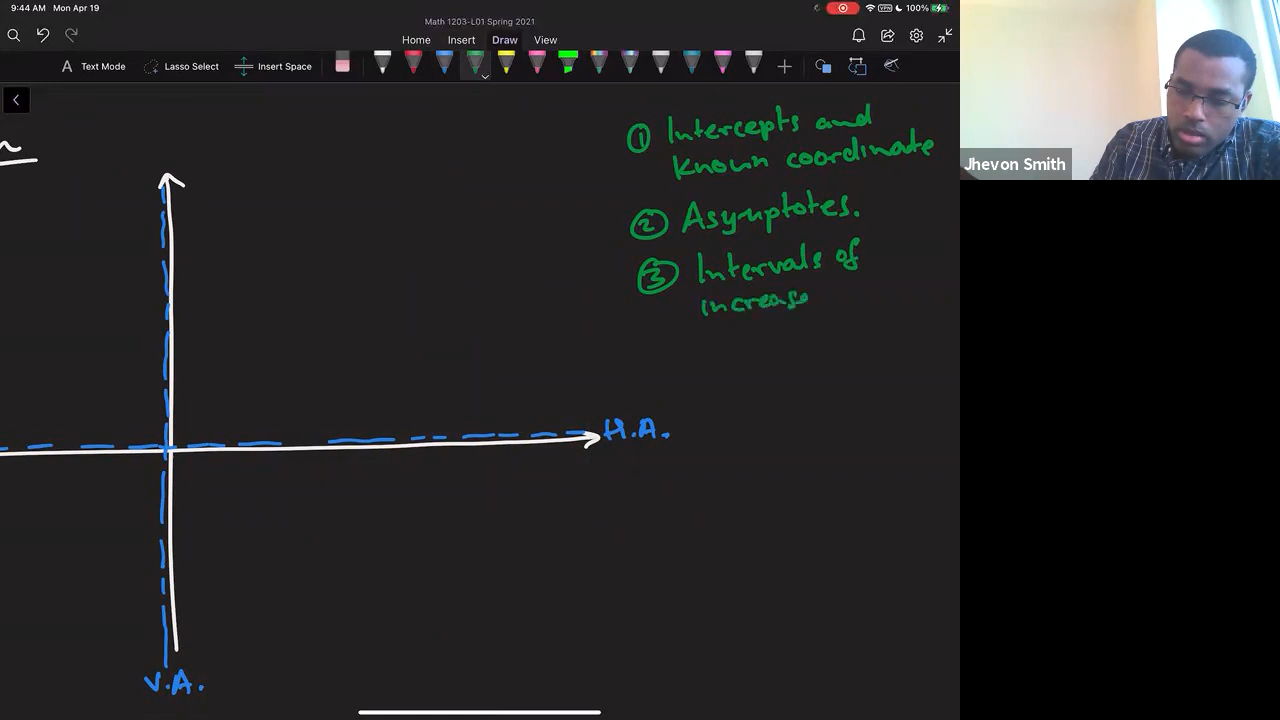 9:44 AM Mon Apr 19
VPN 100%
Math 1203-L01 Spring 2021
Home Insert Draw View
Text Mode Lasso Select Insert Space
① Intercepts and
known coordinate
② Asymptotes.
③ Intervals of
increase
H.A.
V.A.
Jhevon Smith